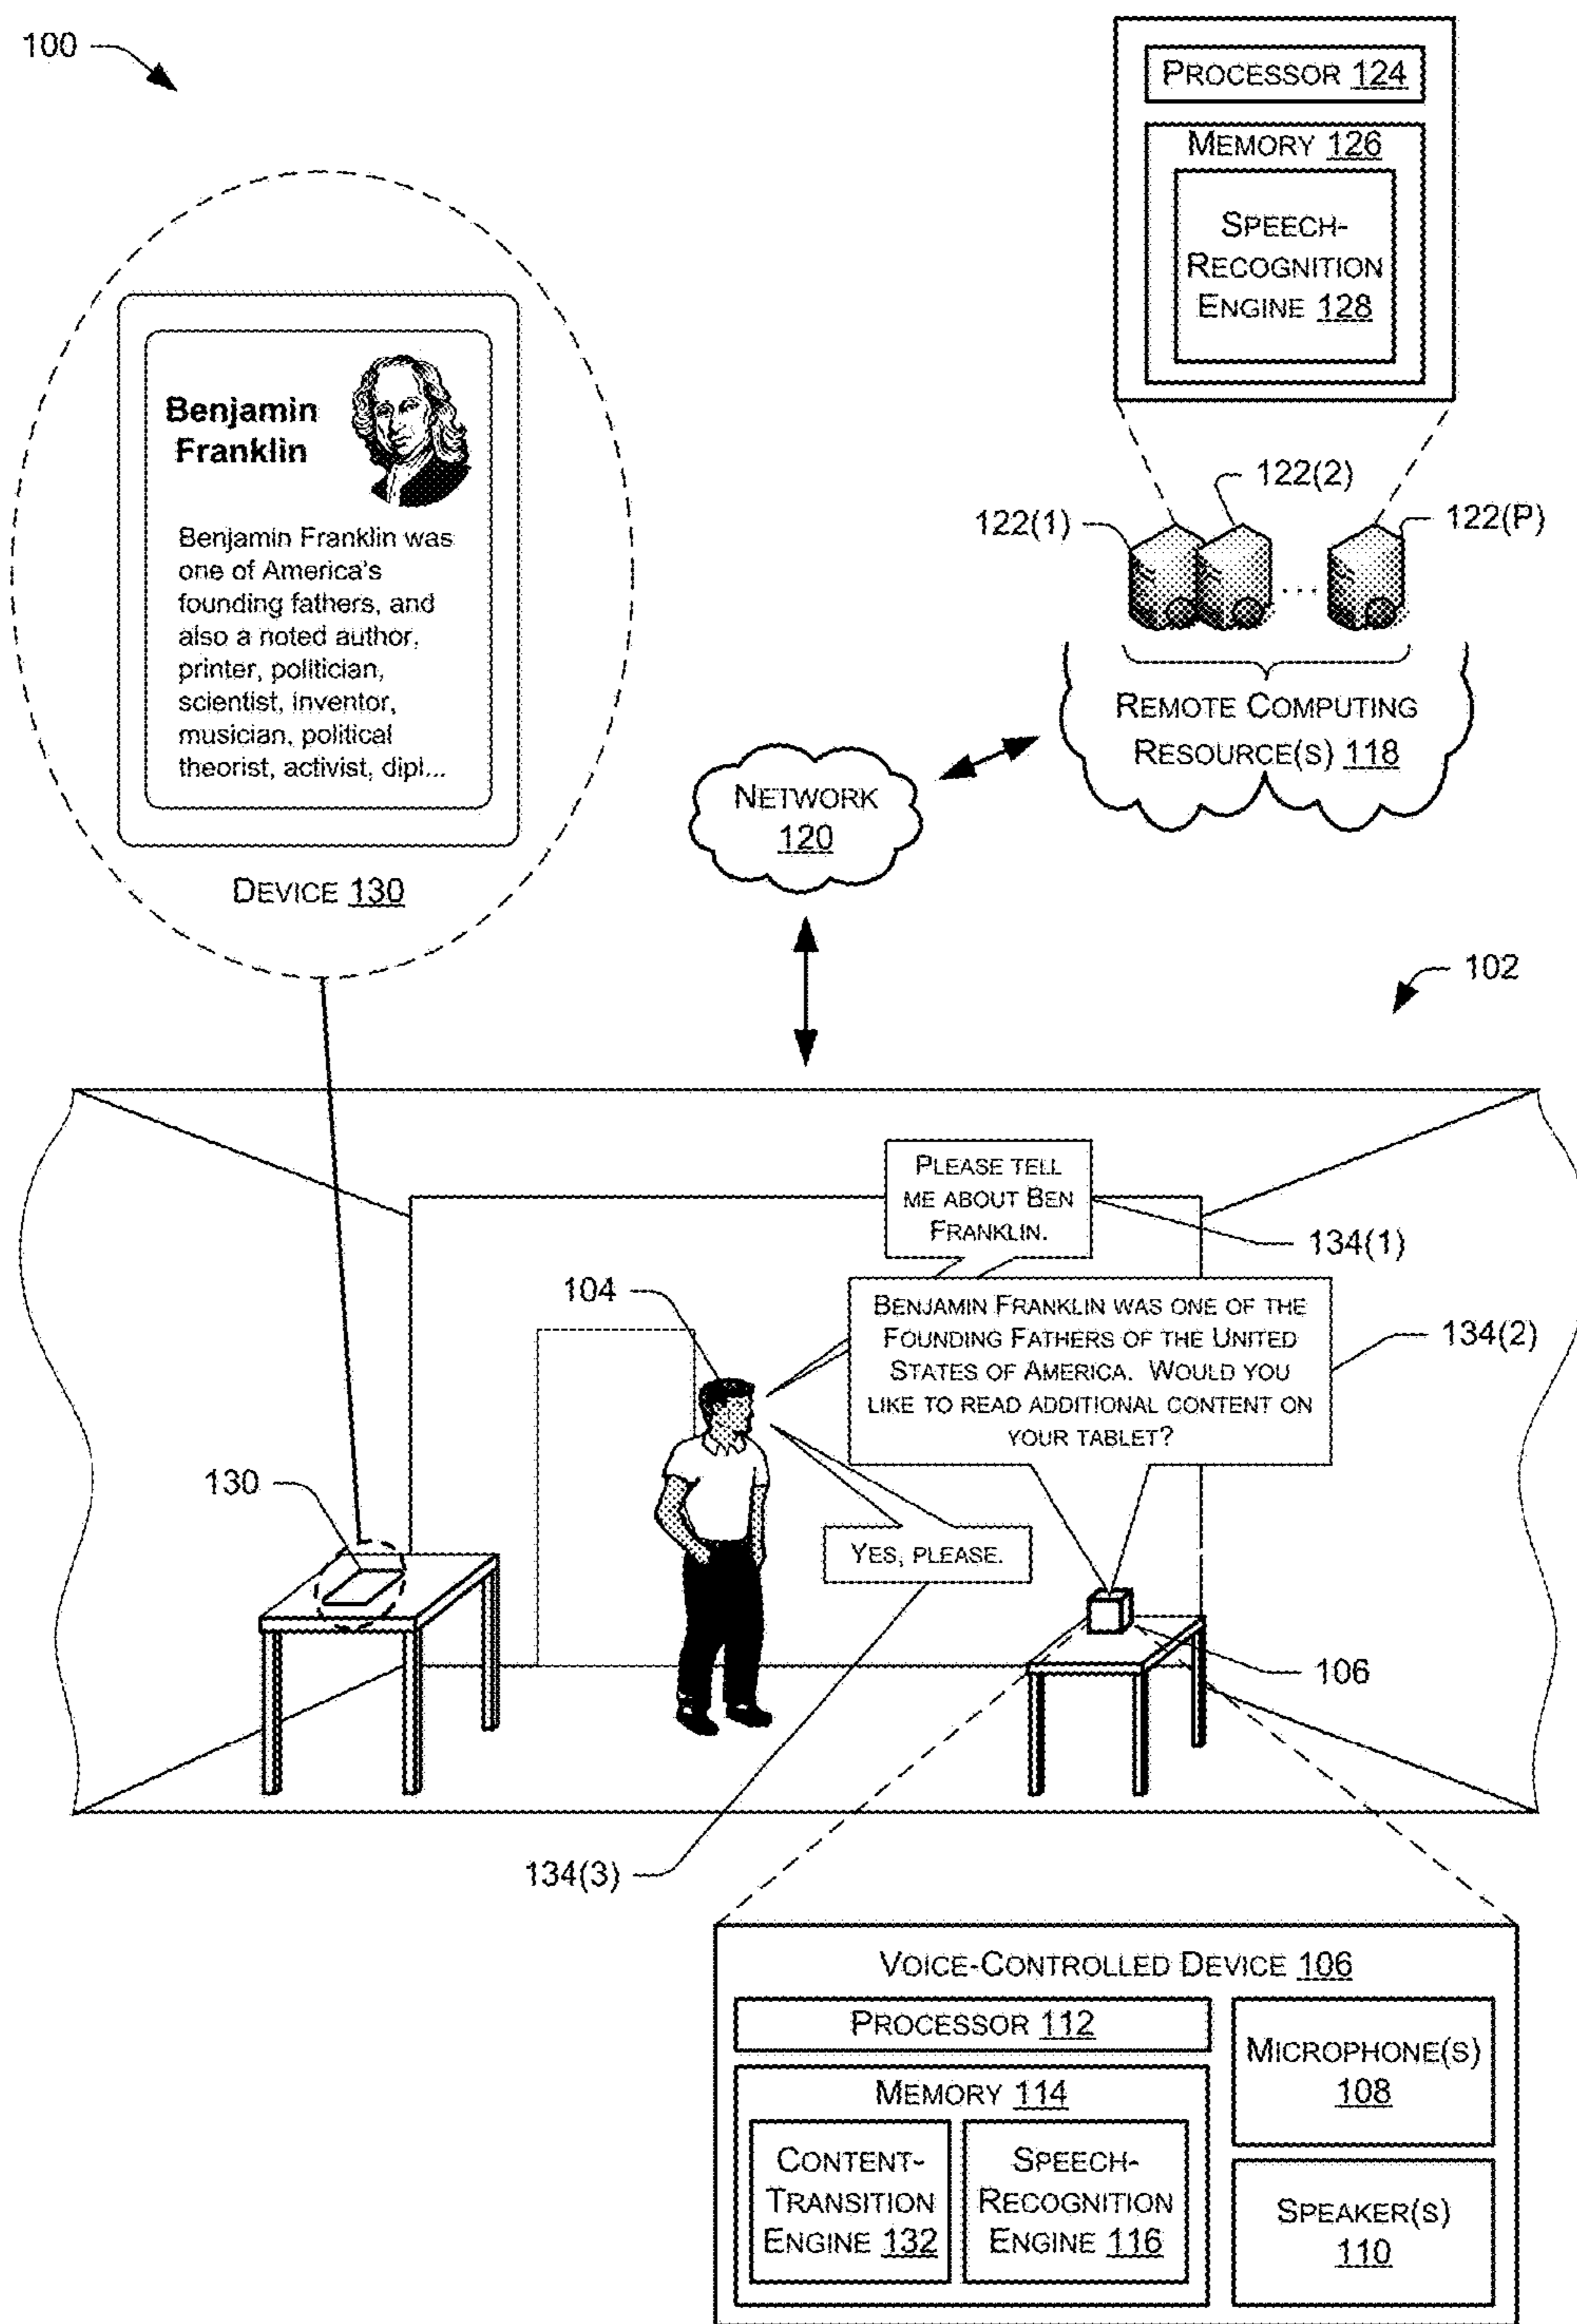 100
PROCESSOR 124
MEMORY 126
SPEECH-
RECOGNITION
ENGINE 128
Benjamin
Franklin
Benjamin Franklin was
one of America's
founding fathers, and
also a noted author,
printer, politician,
scientist, inventor,
musician, political
theorist, activist, dipl...
DEVICE 130
122(1)
122(2)
122(P)
...
REMOTE COMPUTING
RESOURCE(S) 118
NETWORK
120
102
PLEASE TELL
ME ABOUT BEN
FRANKLIN.
134(1)
104
BENJAMIN FRANKLIN WAS ONE OF THE
FOUNDING FATHERS OF THE UNITED
STATES OF AMERICA. WOULD YOU
LIKE TO READ ADDITIONAL CONTENT ON
YOUR TABLET?
134(2)
130
YES, PLEASE.
106
134(3)
VOICE-CONTROLLED DEVICE 106
PROCESSOR 112
MEMORY 114
CONTENT-
TRANSITION
ENGINE 132
SPEECH-
RECOGNITION
ENGINE 116
MICROPHONE(S)
108
SPEAKER(S)
110